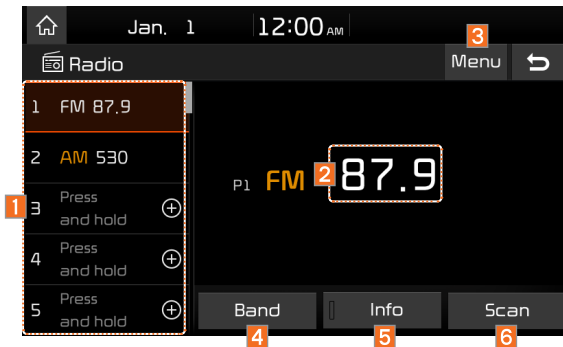 Jan. 1 12:00 AM
3
Radio Menu
1 FM 87.9
2 AM 530
3 Press
and hold
4 Press
and hold
5 Press
and hold
1
P1 FM 2 87.9
Band Info Scan
4 5 6